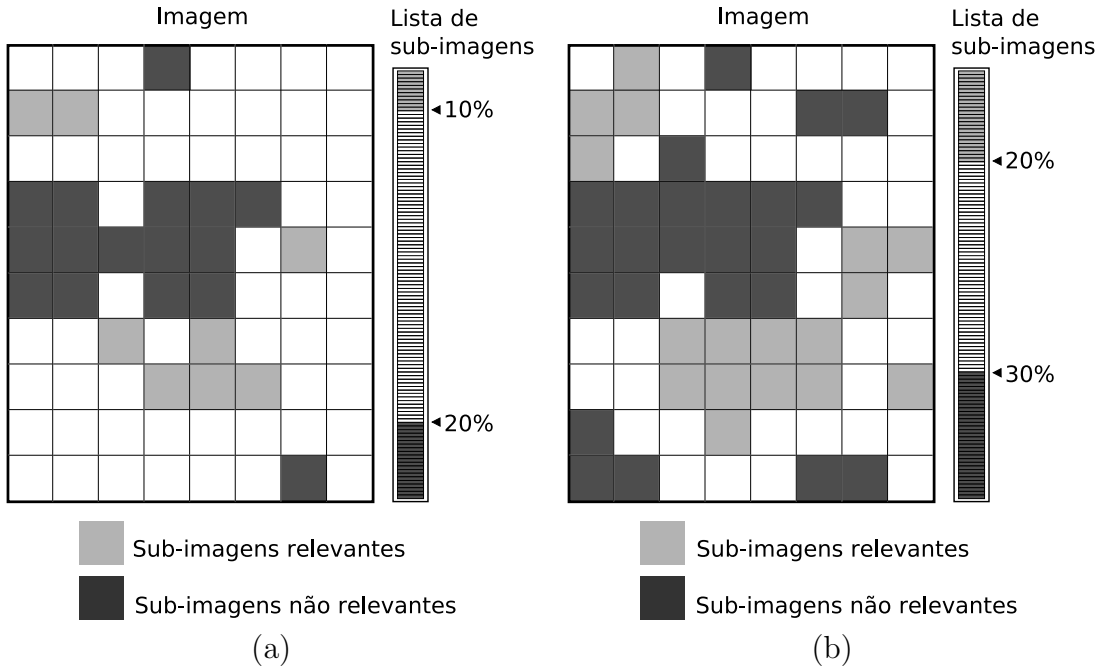 Imagem
Lista de
sub-imagens
10%
20%
Sub-imagens relevantes
Sub-imagens não relevantes
(a)
Imagem
Lista de
sub-imagens
20%
30%
Sub-imagens relevantes
Sub-imagens não relevantes
(b)